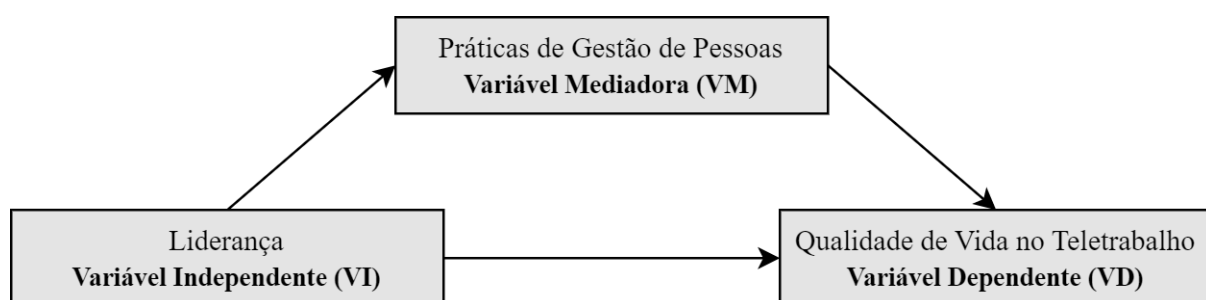 Práticas de Gestão de Pessoas
Variável Mediadora (VM)
Liderança
Variável Independente (VI)
Qualidade de Vida no Teletrabalho
Variável Dependente (VD)